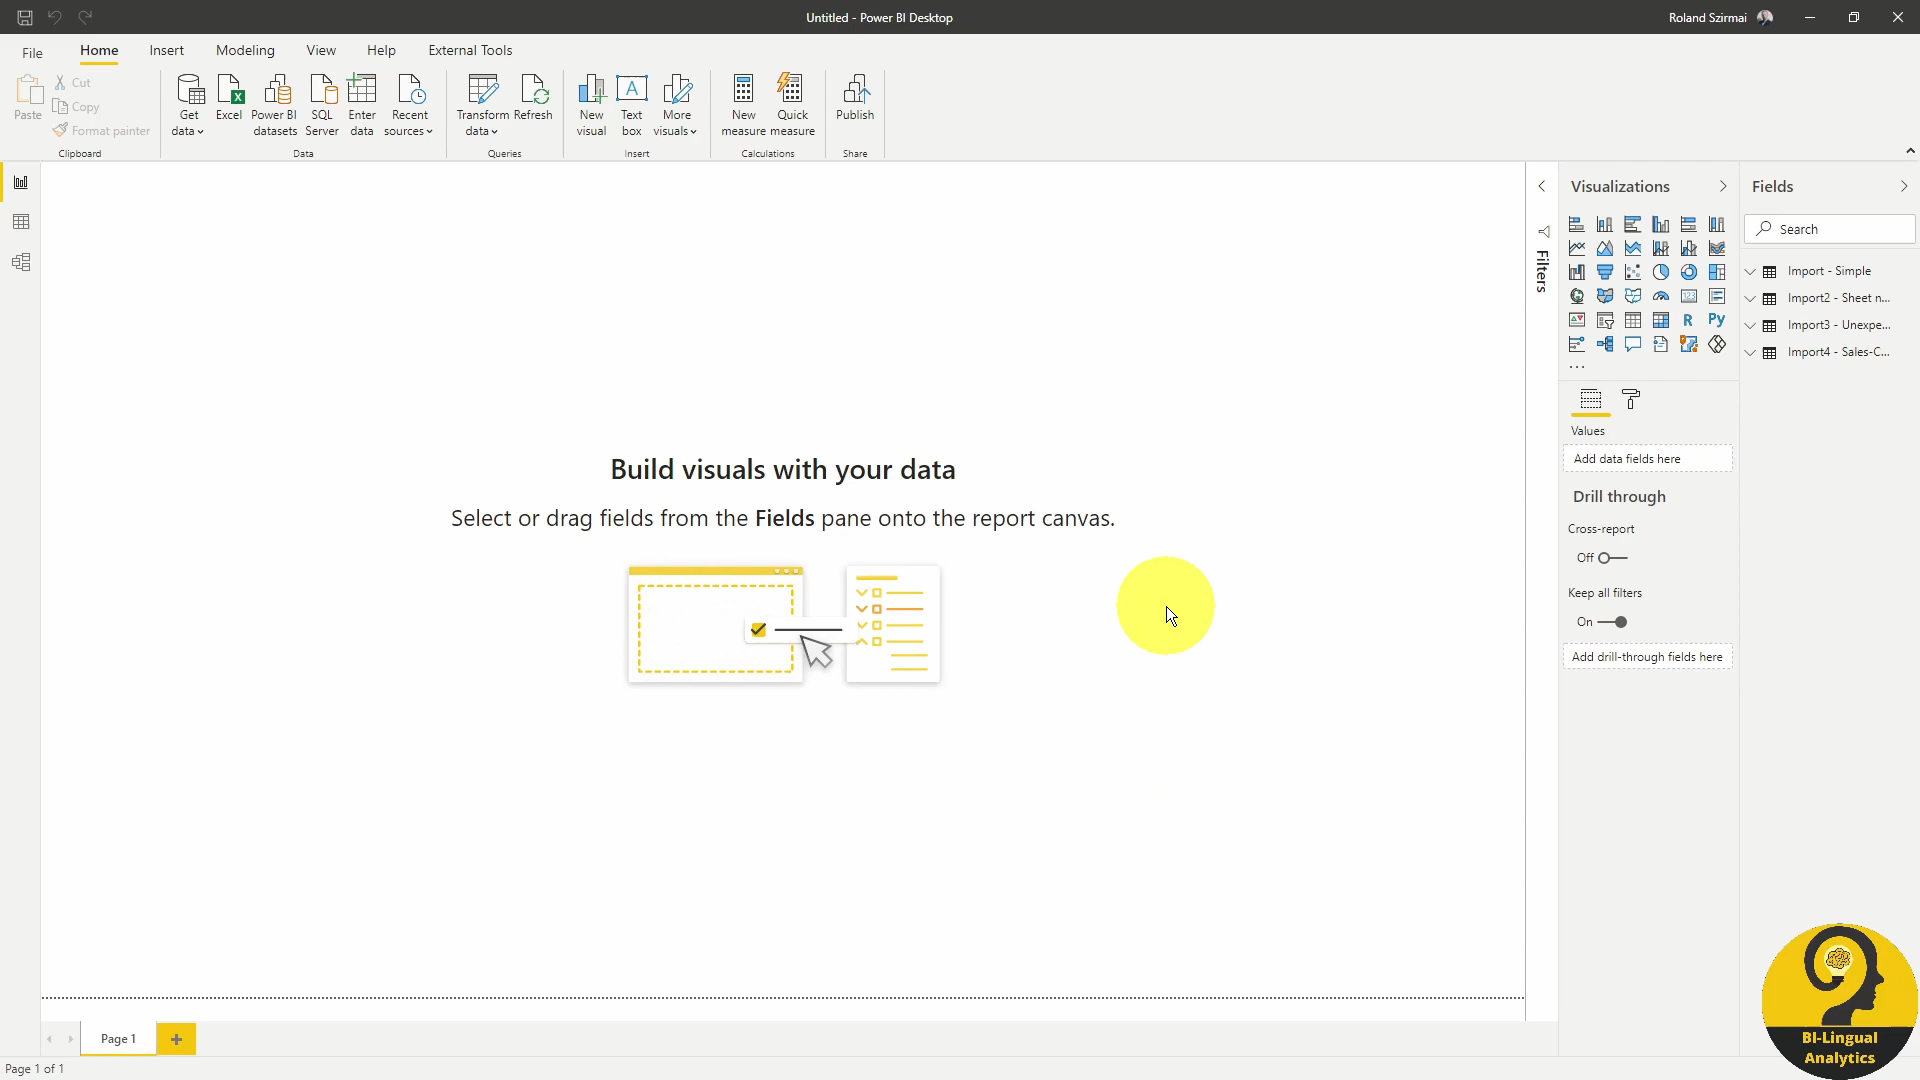 Untitled - Power BI Desktop
Roland Szirmai
File
Home
Insert
Modeling
View
Help
External Tools
Paste
Cut
Copy
Format painter
Clipboard
Get
data
Excel
Power BI
datasets
SQL
Server
Enter
data
Recent
sources
Data
Transform
data
Refresh
Queries
New
visual
A
Text
box
More
visuals
Insert
New
measure
Quick
measure
Calculations
Publish
Share
Build visuals with your data
Select or drag fields from the Fields pane onto the report canvas.
Filters
Visualizations
123
R
Py
...
Values
Add data fields here
Drill through
Cross-report
Off
Keep all filters
On
Add drill-through fields here
Fields
Search
Import - Simple
Import2 - Sheet n...
Import3 - Unexpe...
Import4 - Sales-C...
Page 1
+
Page 1 of 1
BI-Lingual
Analytics